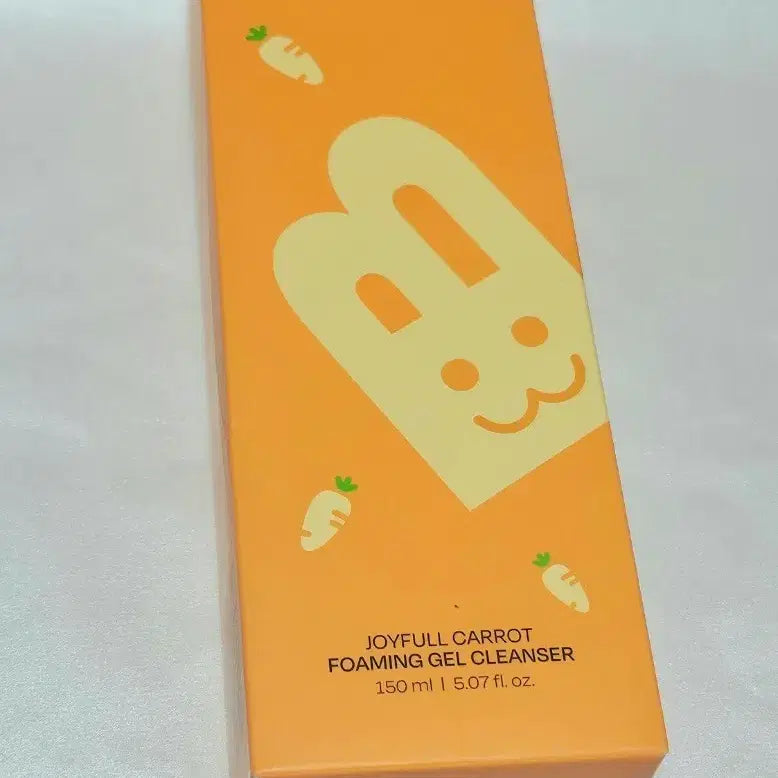 JOYFULL CARROT
FOAMING GEL CLEANSER
150 ml | 5.07 fl. oz.